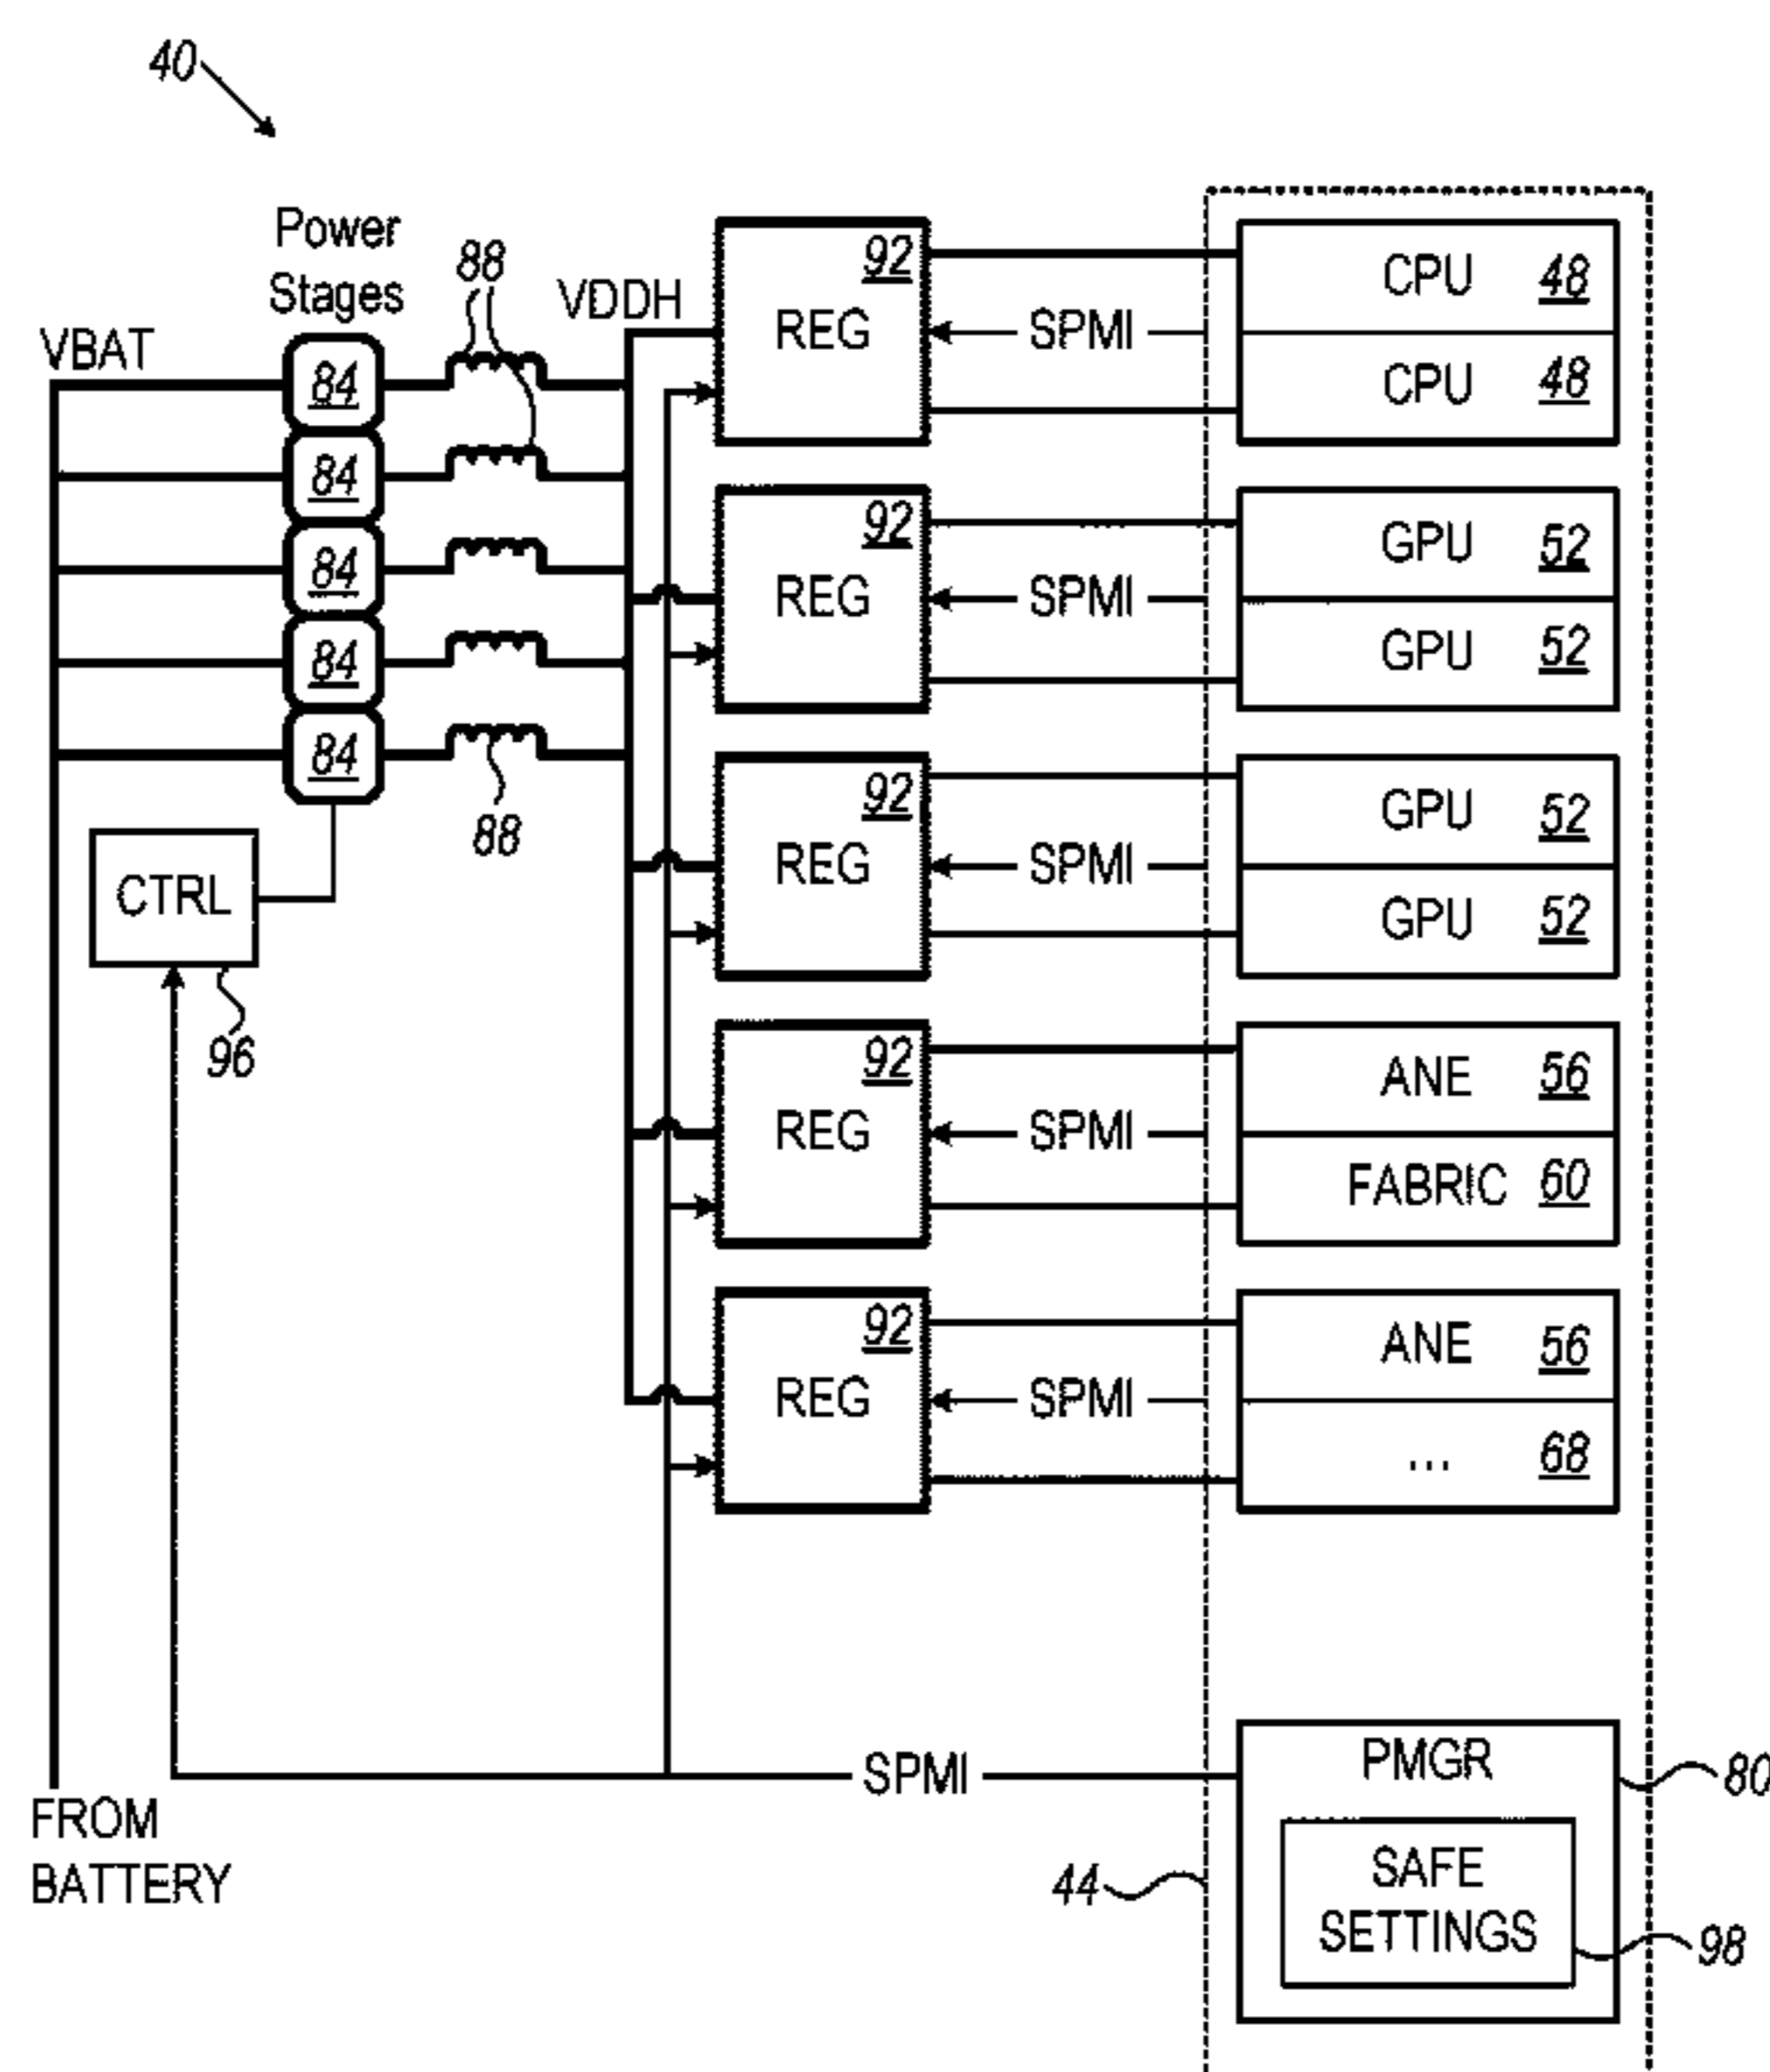 40
Power
Stages
88
VDDH
VBAT
84
84
84
84
84
88
CTRL
96
92
REG
SPMI
CPU 48
CPU 48
92
REG
SPMI
GPU 52
GPU 52
92
REG
SPMI
GPU 52
GPU 52
92
REG
SPMI
ANE 56
FABRIC 60
92
REG
SPMI
ANE 56
... 68
SPMI
PMGR
80
SAFE
SETTINGS
98
44
FROM
BATTERY